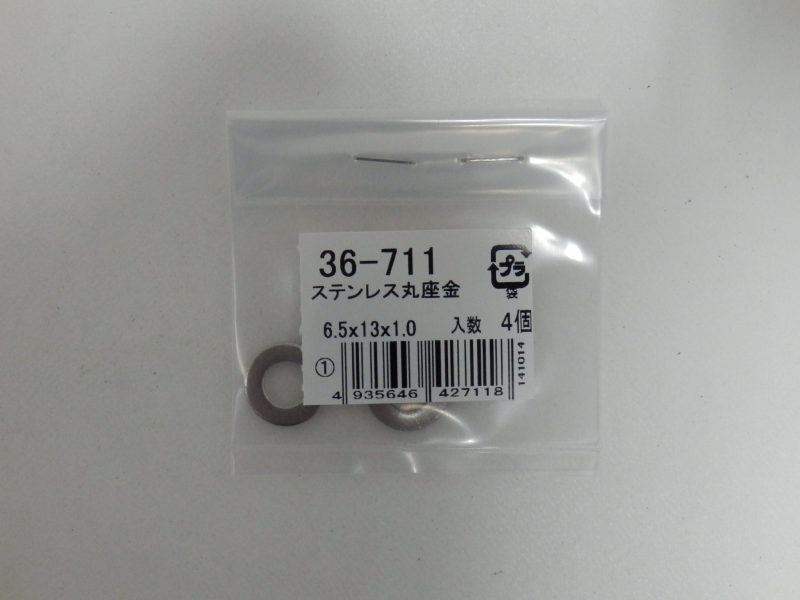 36-711
プラ
袋
ステンレス丸座金
6.5x13x1.0 入数 4個
①
4 935646 427118
141014